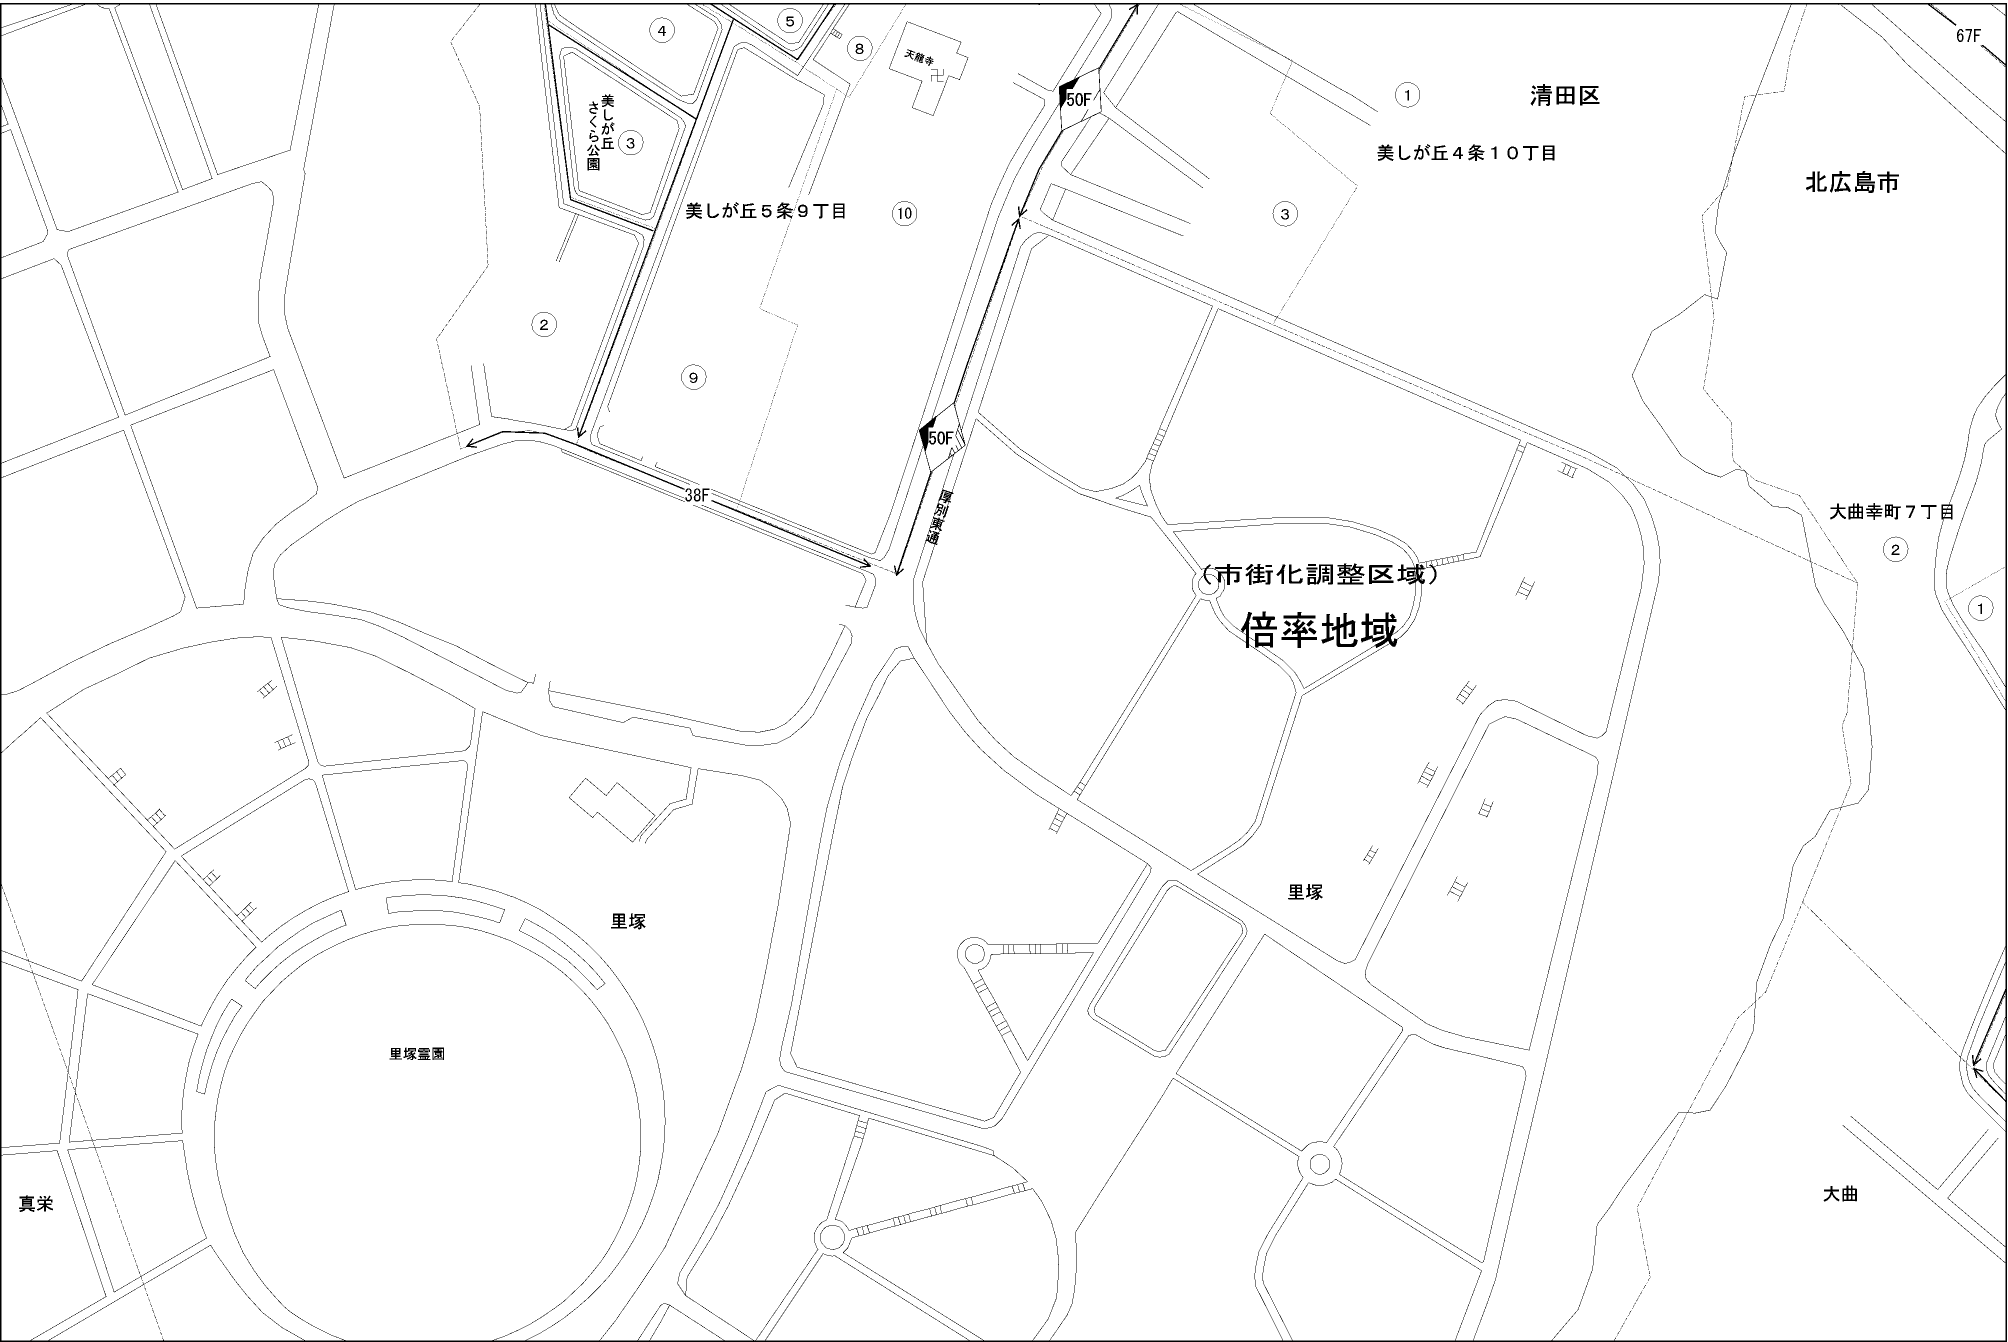 ④
⑤
⑧
天龍寺
67F
50F
①
清田区
美しが丘
さくら公園
③
美しが丘４条１０丁目
北広島市
美しが丘５条９丁目
⑩
③
②
⑨
50F
38F
厚別東通
大曲幸町７丁目
②
（市街化調整区域）
①
倍率地域
里塚
里塚
里塚霊園
真栄
大曲